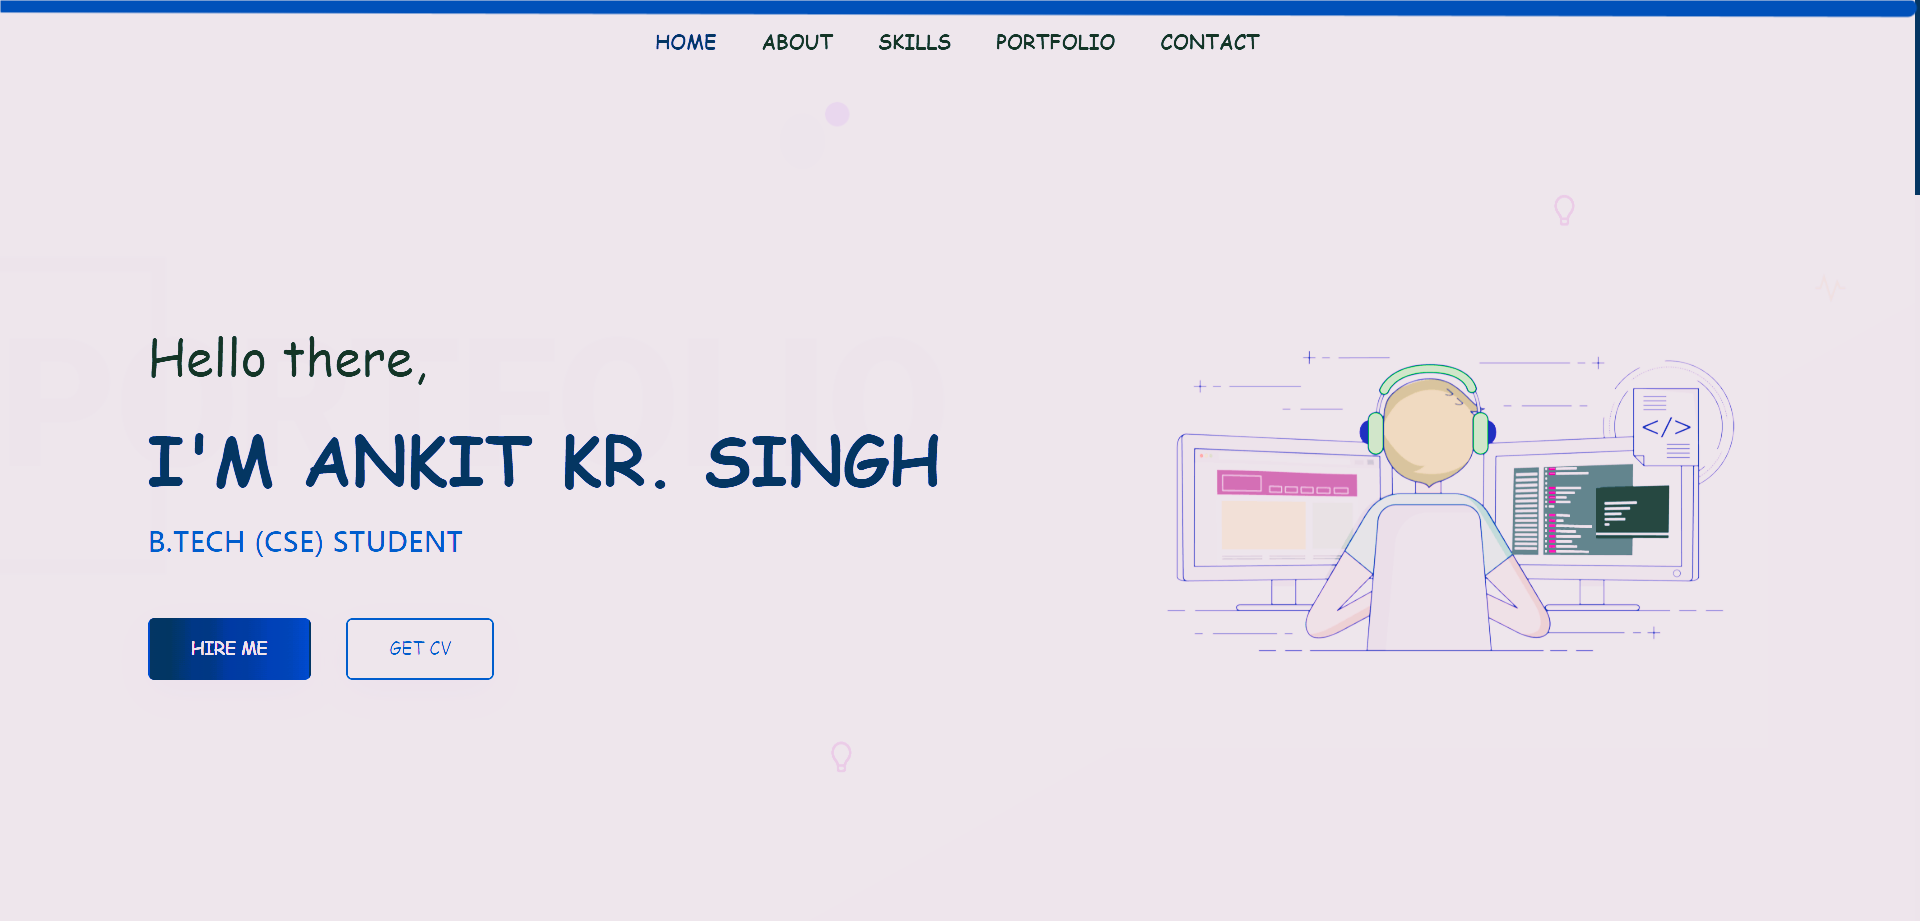 HOME ABOUT SKILLS PORTFOLIO CONTACT
PORTFOLIO
Hello there,
I'M ANKIT KR. SINGH
B.TECH (CSE) STUDENT
HIRE ME GET CV
</>